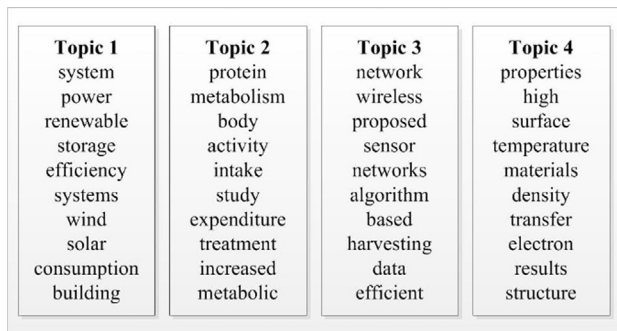 Topic 1
system
power
renewable
storage
efficiency
systems
wind
solar
consumption
building
Topic 2
protein
metabolism
body
activity
intake
study
expenditure
treatment
increased
metabolic
Topic 3
network
wireless
proposed
sensor
networks
algorithm
based
harvesting
data
efficient
Topic 4
properties
high
surface
temperature
materials
density
transfer
electron
results
structure